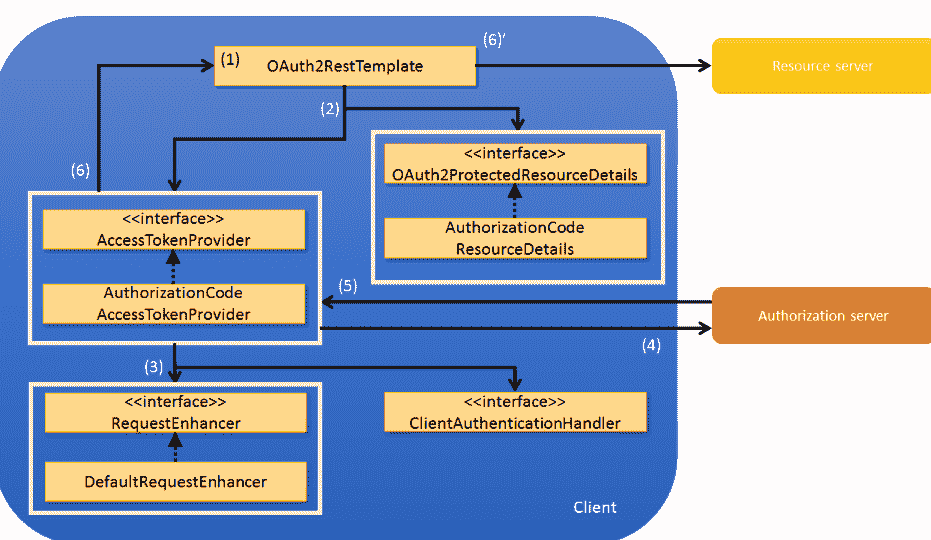 (1)
OAuth2RestTemplate
(6)’
Resource server
(2)
<<interface>>
OAuth2ProtectedResourceDetails
AuthorizationCode
ResourceDetails
(6)
<<interface>>
AccessTokenProvider
AuthorizationCode
AccessTokenProvider
(5)
Authorization server
(4)
(3)
<<interface>>
RequestEnhancer
DefaultRequestEnhancer
<<interface>>
ClientAuthenticationHandler
Client